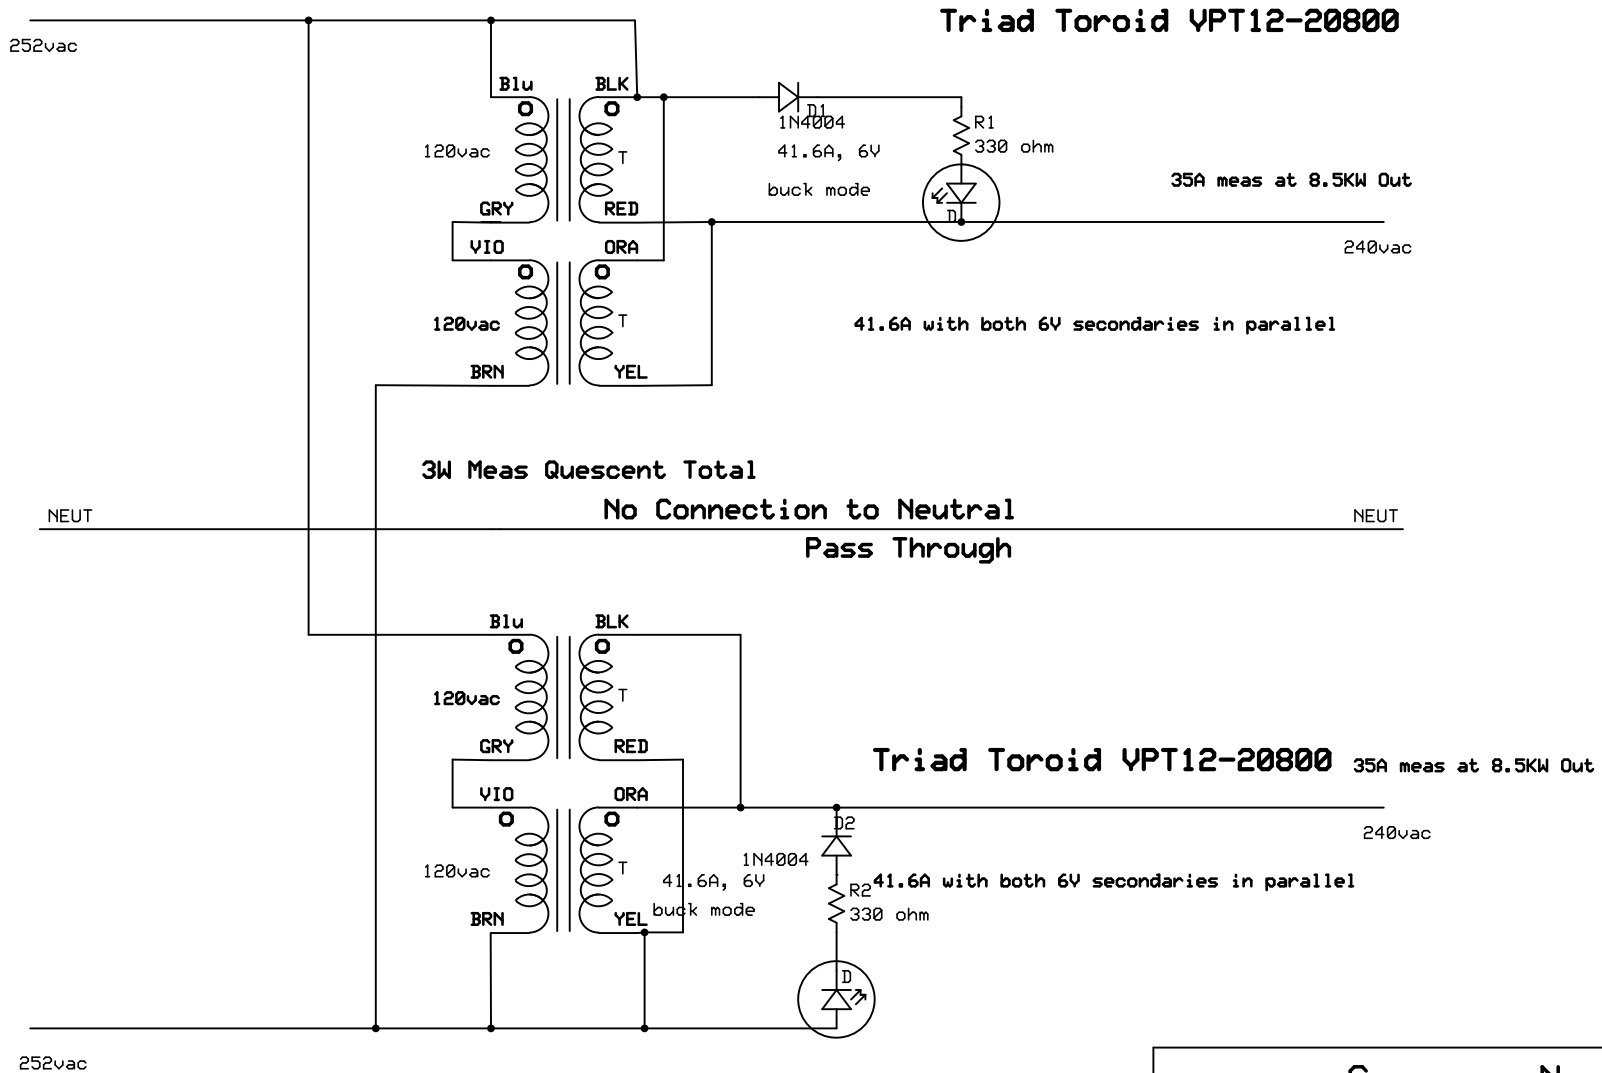 Triad Toroid VPT12-20800
252vac
Blu
BLK
D1
1N4004
R1
330 ohm
120vac
T
41.6A, 6V
buck mode
35A meas at 8.5KW Out
GRY
RED
D
VIO
ORA
240vac
120vac
T
41.6A with both 6V secondaries in parallel
BRN
YEL
3W Meas Quescent Total
No Connection to Neutral
NEUT
NEUT
Pass Through
Blu
BLK
120vac
T
GRY
RED
Triad Toroid VPT12-20800
35A meas at 8.5KW Out
VIO
ORA
D2
240vac
1N4004
120vac
T
41.6A, 6V
R2
41.6A with both 6V secondaries in parallel
buck mode
330 ohm
BRN
YEL
D
252vac